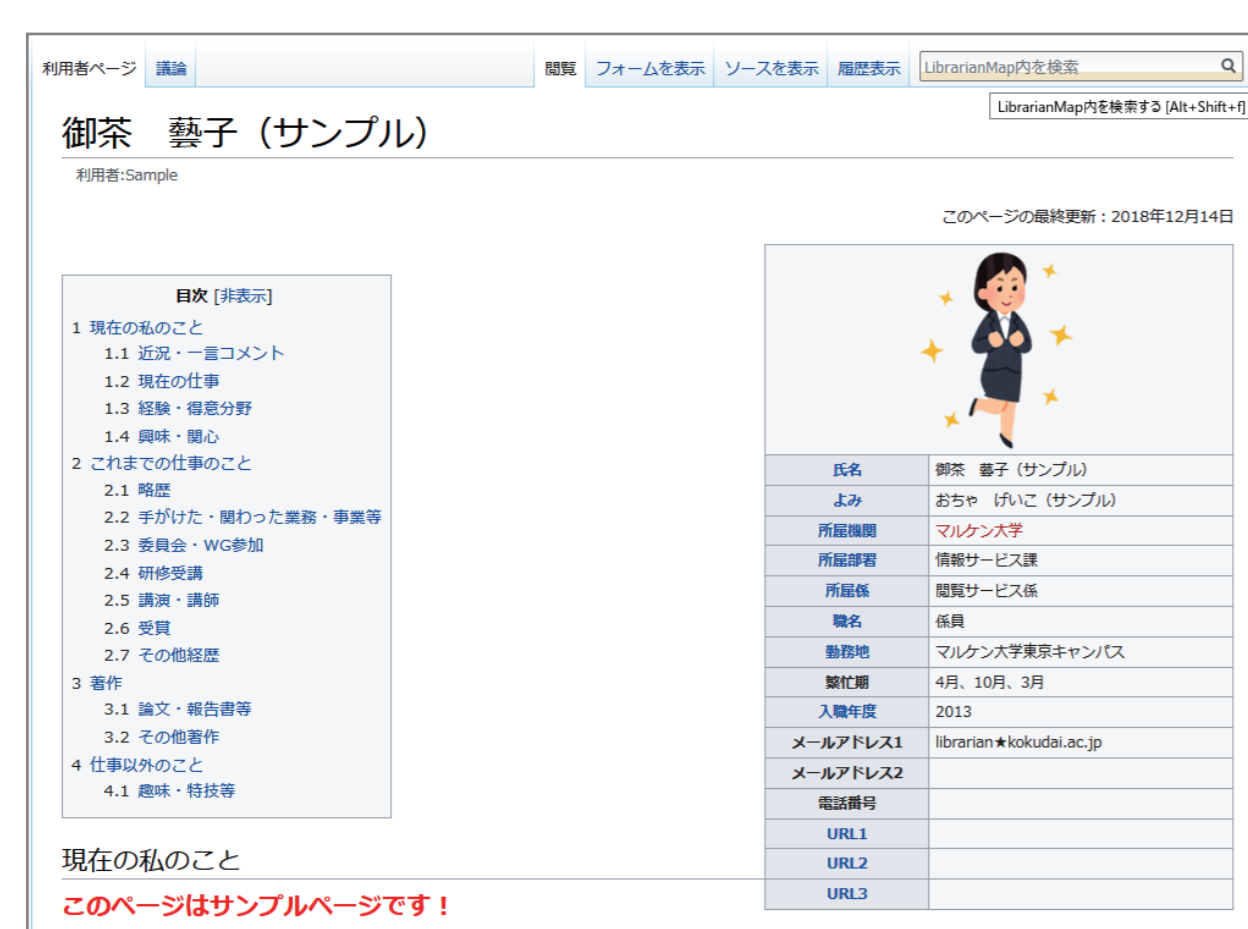 利用者ページ 議論 閲覧 フォームを表示 ソースを表示 履歴表示 LibrarianMap内を検索
LibrarianMap内を検索する [Alt+Shift+f]
御茶　藝子（サンプル）
利用者:Sample
このページの最終更新：2018年12月14日
目次 [非表示]
1 現在の私のこと
1.1 近況・一言コメント
1.2 現在の仕事
1.3 経験・得意分野
1.4 興味・関心
2 これまでの仕事のこと
2.1 略歴
2.2 手がけた・関わった業務・事業等
2.3 委員会・WG参加
2.4 研修受講
2.5 講演・講師
2.6 受賞
2.7 その他経歴
3 著作
3.1 論文・報告書等
3.2 その他著作
4 仕事以外のこと
4.1 趣味・特技等
氏名 御茶　藝子（サンプル）
よみ おちゃ　げいこ（サンプル）
所属機関 マルケン大学
所属部署 情報サービス課
所属係 閲覧サービス係
職名 係員
勤務地 マルケン大学東京キャンパス
繁忙期 4月、10月、3月
入職年度 2013
メールアドレス1 librarian★kokudai.ac.jp
メールアドレス2
電話番号
URL1
URL2
URL3
現在の私のこと
このページはサンプルページです！